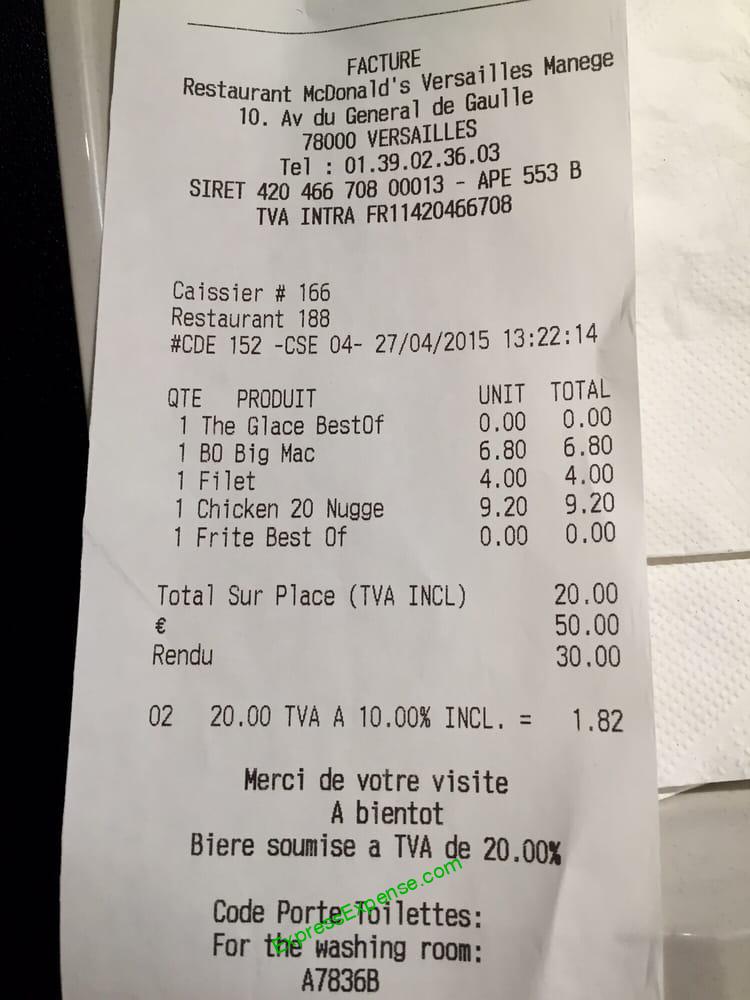 FACTURE
Restaurant McDonald's Versailles Manege
10. Av du General de Gaulle
78000 VERSAILLES
Tel : 01.39.02.36.03
SIRET 420 466 708 00013 - APE 553 B
TVA INTRA FR11420466708
Caissier # 166
Restaurant 188
#CDE 152 -CSE 04- 27/04/2015 13:22:14
QTE PRODUIT UNIT TOTAL
1 The Glace BestOf 0.00 0.00
1 BO Big Mac 6.80 6.80
1 Filet 4.00 4.00
1 Chicken 20 Nugge 9.20 9.20
1 Frite Best Of 0.00 0.00
Total Sur Place (TVA INCL) 20.00
€ 50.00
Rendu 30.00
02 20.00 TVA A 10.00% INCL. = 1.82
Merci de votre visite
A bientot
Biere soumise a TVA de 20.00%
Code Porte Toilettes:
For the washing room:
A7836B
ExpressExpense.com